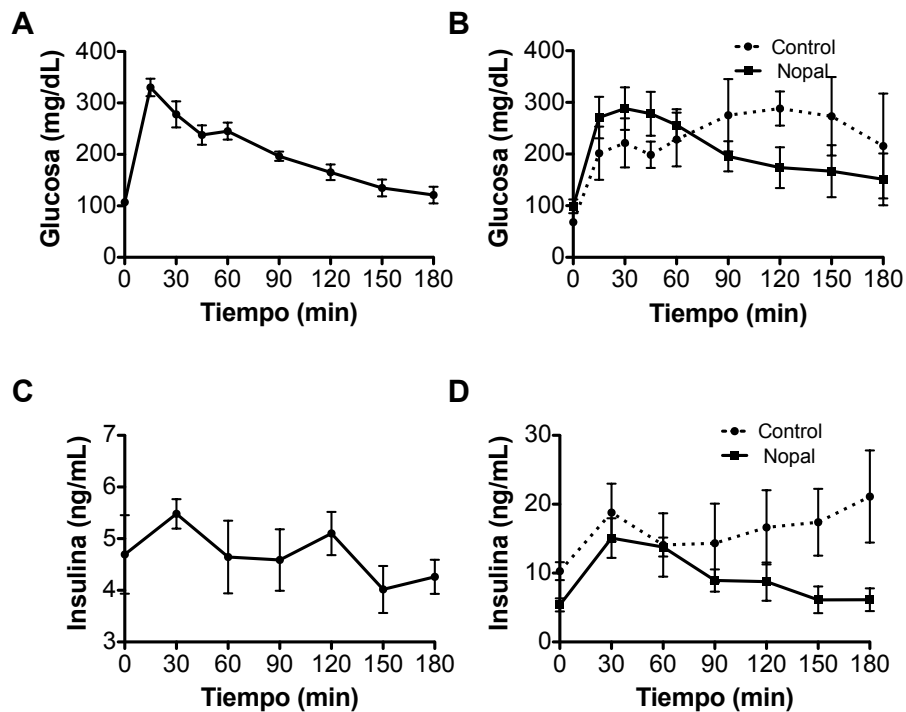 A
Glucosa (mg/dL)
400
300
200
100
0
0 30 60 90 120 150 180
Tiempo (min)
B
Control
Nopal
Glucosa (mg/dL)
400
300
200
100
0
0 30 60 90 120 150 180
Tiempo (min)
C
Insulina (ng/mL)
7
6
5
4
3
0 30 60 90 120 150 180
Tiempo (min)
D
Control
Nopal
Insulina (ng/mL)
30
20
10
0
0 30 60 90 120 150 180
Tiempo (min)